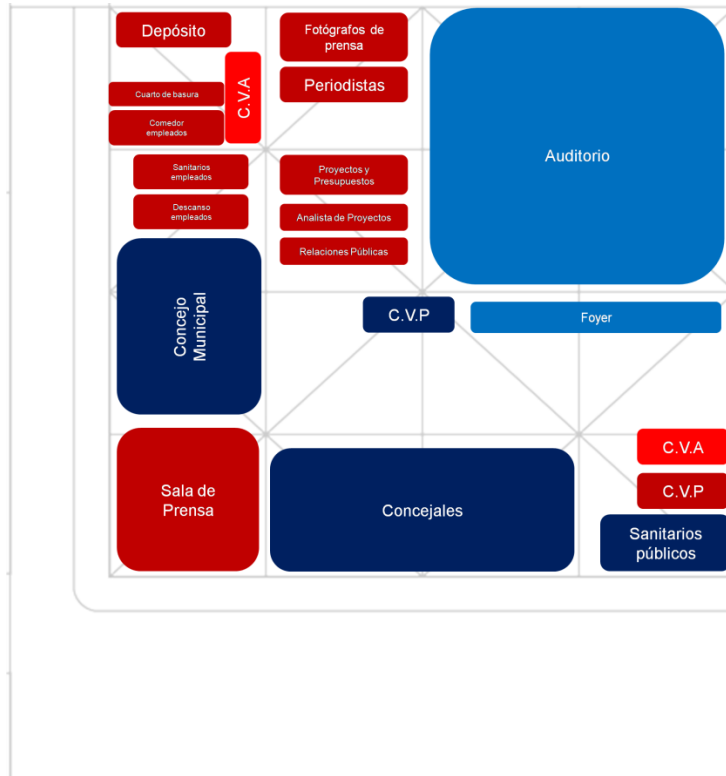 Depósito
Fotógrafos de
prensa
Periodistas
C.V.A
Cuarto de basura
Comedor
empleados
Auditorio
Sanitarios
empleados
Proyectos y
Presupuestos
Descanso
empleados
Analista de Proyectos
Relaciones Públicas
Concejo
Municipal
C.V.P
Foyer
C.V.A
C.V.P
Sala de
Prensa
Concejales
Sanitarios
públicos